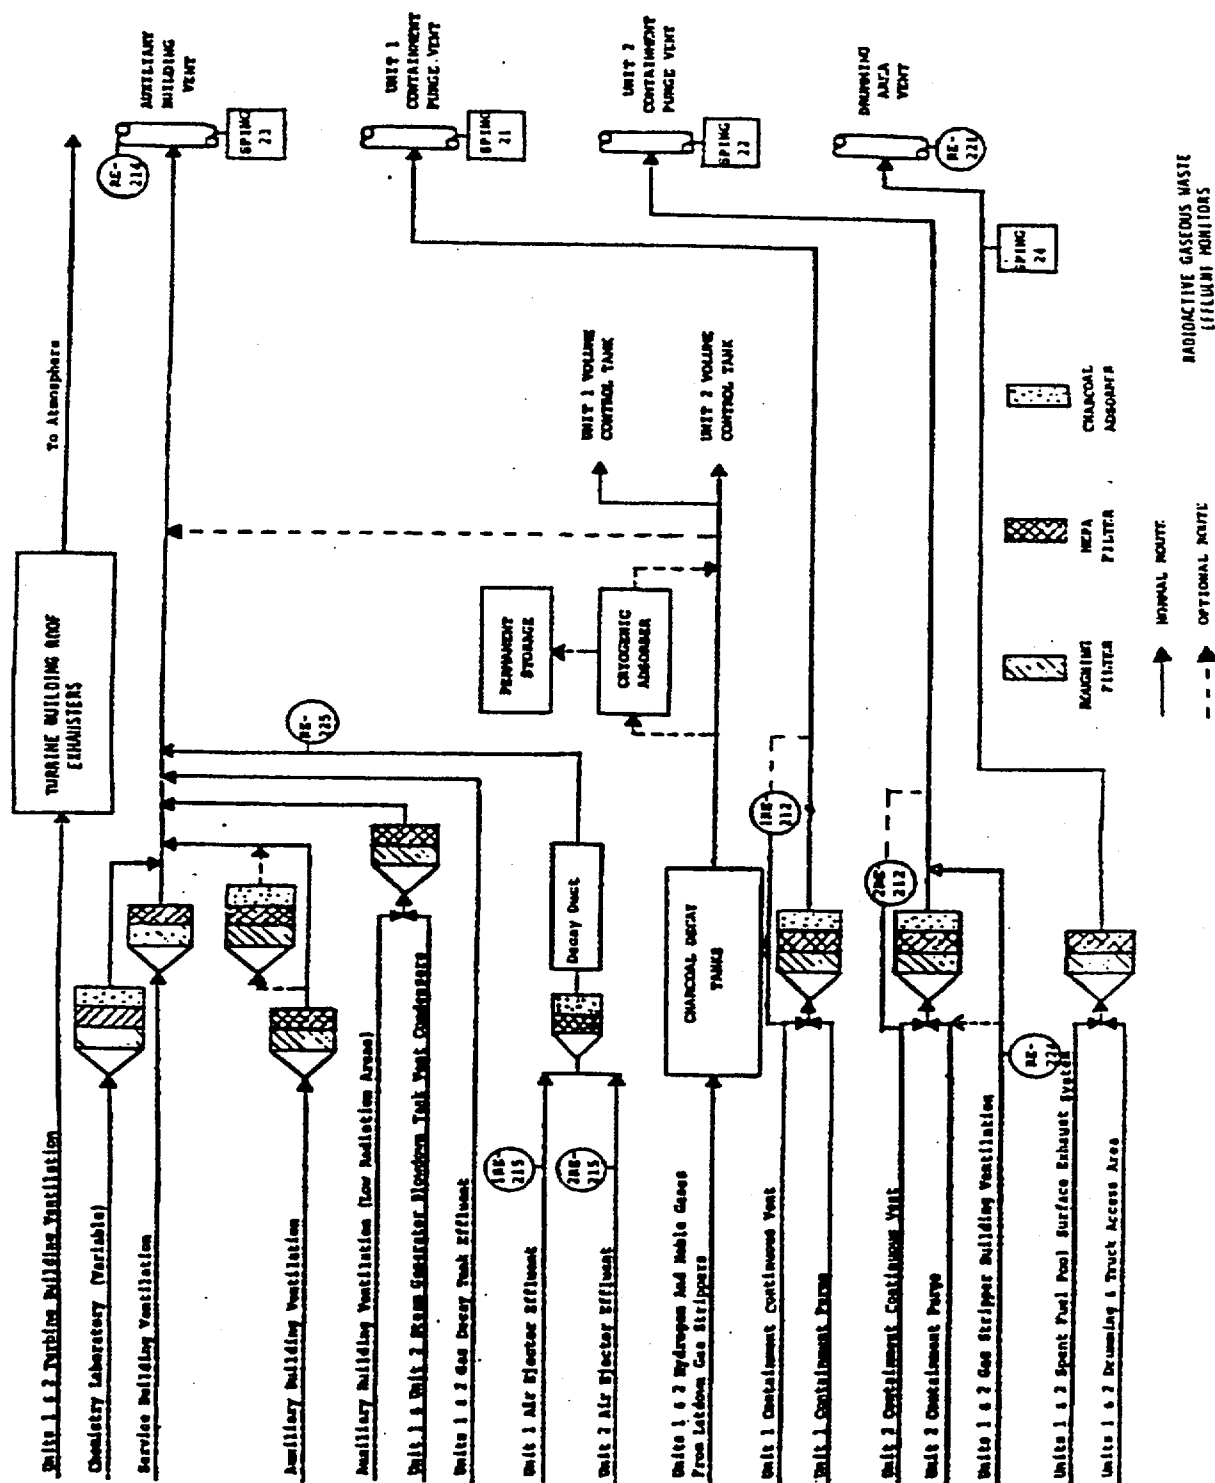 Units 1 & 2 Turbine Building Ventilation
Chemistry Laboratory (Variable)
Service Building Ventilation
Auxiliary Building Ventilation
Auxiliary Building Ventilation (Low Radiation Areas)
Unit 1 & Unit 2 Steam Generator Blowdown Tank Vent Condensers
Units 1 & 2 Gas Decay Tank Effluent
Unit 1 Air Ejector Effluent
Unit 2 Air Ejector Effluent
Units 1 & 2 Hydrogen And Noble Gases
From Letdown Gas Strippers
Unit 1 Containment Continuous Vent
Unit 1 Containment Purge
Unit 2 Containment Continuous Vent
Unit 2 Containment Purge
Units 1 & 2 Gas Stripper Building Ventilation
Units 1 & 2 Spent Fuel Pool Surface Exhaust System
Units 1 & 2 Drumming & Truck Access Area
1RE-
215
2RE-
215
RE-
224
Decay Duct
CHARCOAL DECAY
TANKS
1RE-
212
2RE-
212
TURBINE BUILDING ROOF
EXHAUSTERS
RE-
225
PERMANENT
STORAGE
CRYOGENIC
ADSORBER
To Atmosphere
UNIT 1 VOLUME
CONTROL TANK
UNIT 2 VOLUME
CONTROL TANK
RE-
214
AUXILIARY
BUILDING
VENT
SPING
23
UNIT 1
CONTAINMENT
PURGE VENT
SPING
21
UNIT 2
CONTAINMENT
PURGE VENT
SPING
22
DRUMMING
AREA
VENT
RE-
221
SPING
24
ROUGHING
FILTER
HEPA
FILTER
CHARCOAL
ADSORBER
NORMAL ROUTE
OPTIONAL ROUTE
RADIOACTIVE GASEOUS WASTE
EFFLUENT MONITORS